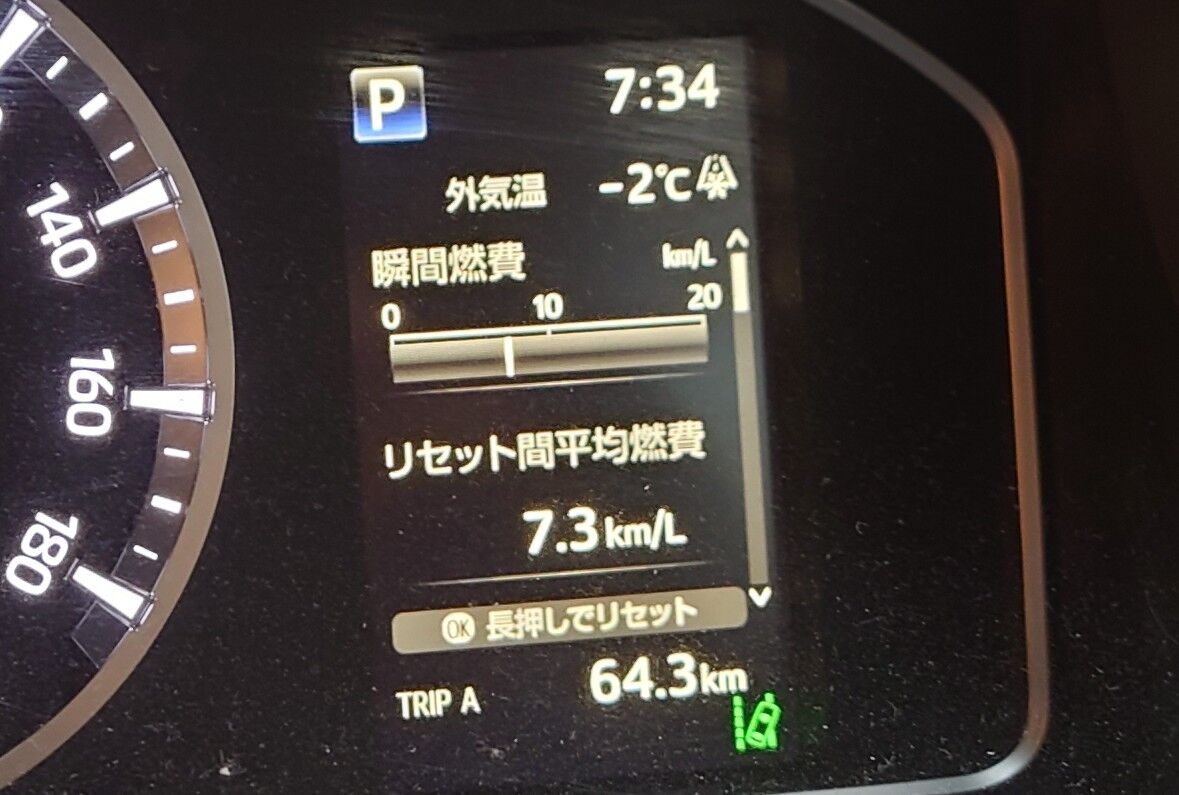 P 7:34
外気温 -2℃
瞬間燃費 km/L
0 10 20
リセット間平均燃費
7.3 km/L
OK 長押しでリセット
TRIP A 64.3 km
140
160
180